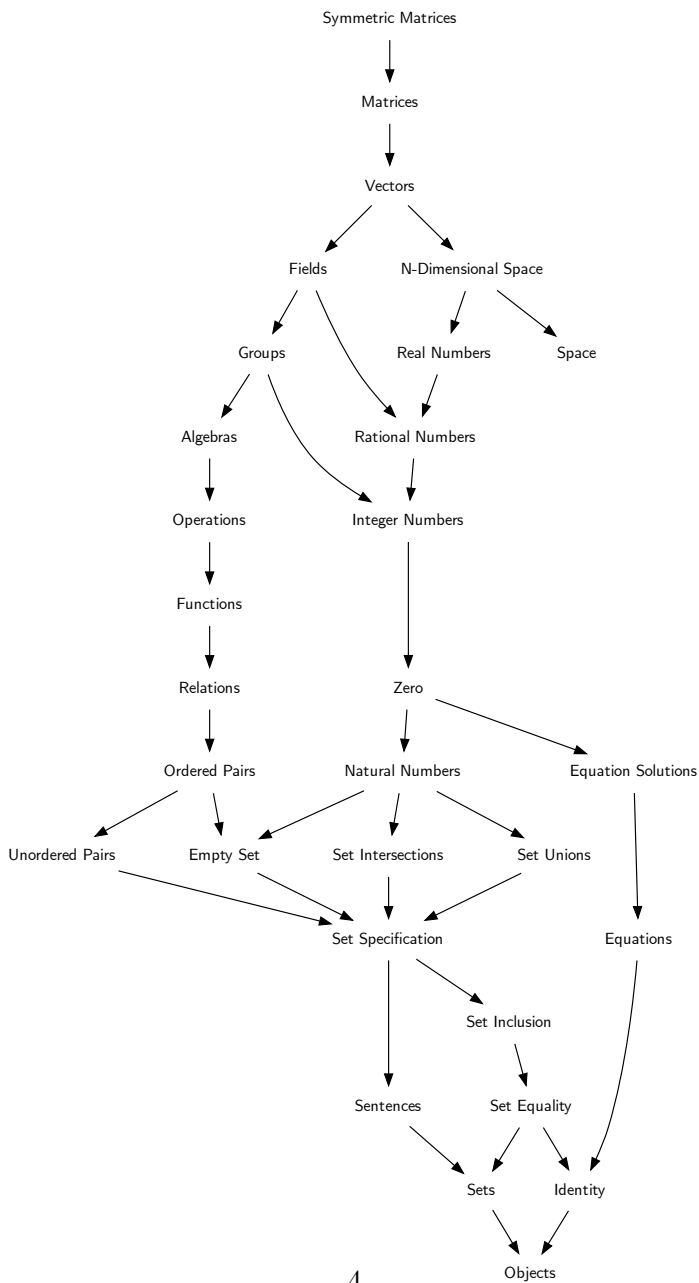 Symmetric Matrices
Matrices
Vectors
Fields
N-Dimensional Space
Groups
Real Numbers
Space
Algebras
Rational Numbers
Operations
Integer Numbers
Functions
Relations
Zero
Ordered Pairs
Natural Numbers
Equation Solutions
Unordered Pairs
Empty Set
Set Intersections
Set Unions
Set Specification
Equations
Set Inclusion
Sentences
Set Equality
Sets
Identity
Objects
4